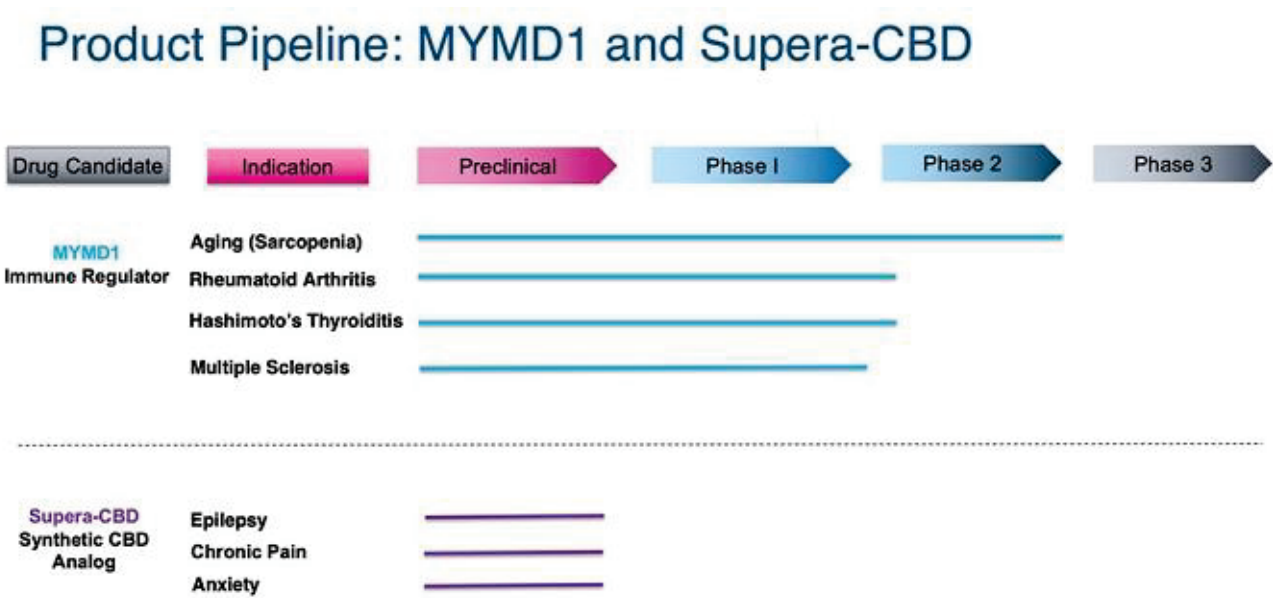 Product Pipeline: MYMD1 and Supera-CBD
Drug Candidate
Indication
Preclinical
Phase I
Phase 2
Phase 3
MYMD1
Immune Regulator
Aging (Sarcopenia)
Rheumatoid Arthritis
Hashimoto's Thyroiditis
Multiple Sclerosis
Supera-CBD
Synthetic CBD
Analog
Epilepsy
Chronic Pain
Anxiety